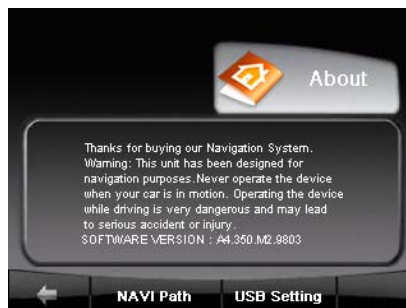 About
Thanks for buying our Navigation System.
Warning: This unit has been designed for
navigation purposes.Never operate the device
when your car is in motion. Operating the device
while driving is very dangerous and may lead
to serious accident or injury.
SOFTWARE VERSION : A4.350.M2.9803
NAVI Path
USB Setting